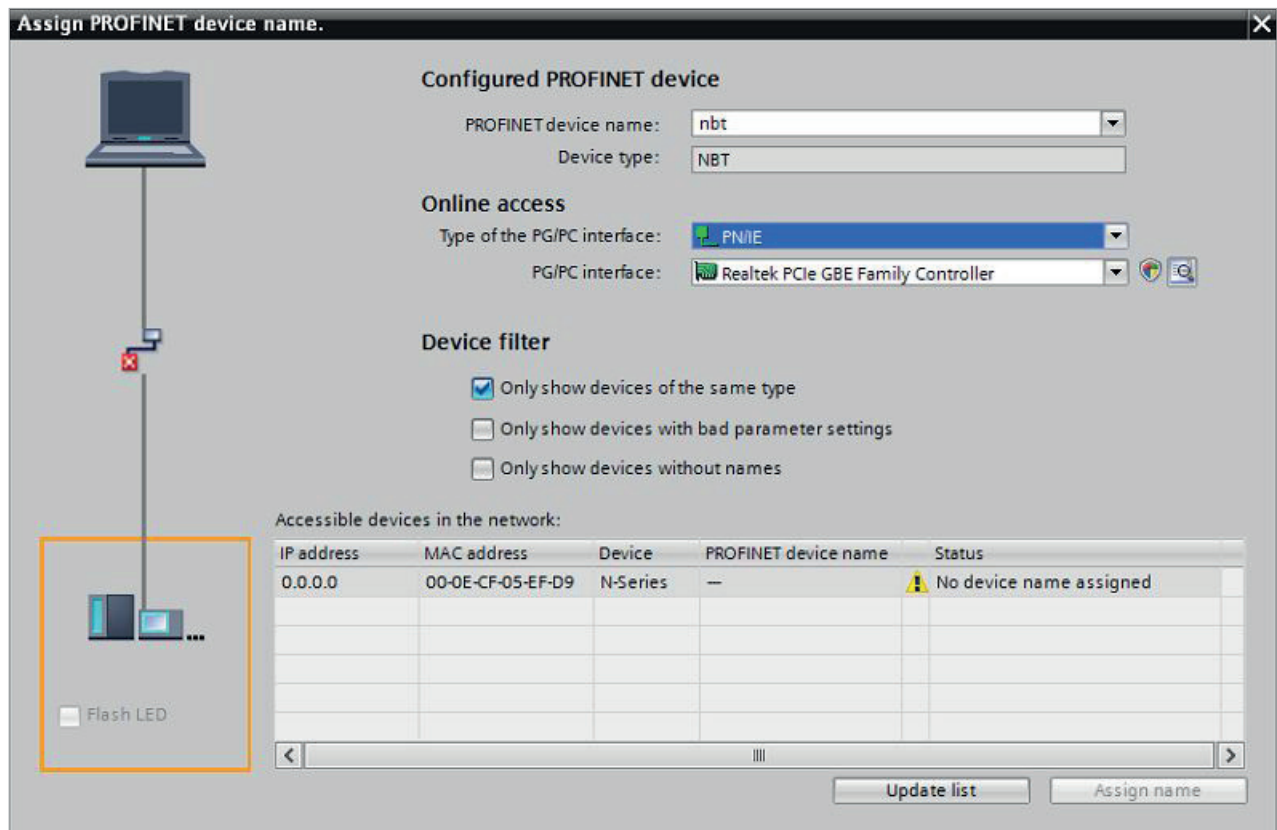 Assign PROFINET device name.
Configured PROFINET device
PROFINET device name: nbt
Device type: NBT
Online access
Type of the PG/PC interface: PN/IE
PG/PC interface: Realtek PCIe GBE Family Controller
Device filter
Only show devices of the same type
Only show devices with bad parameter settings
Only show devices without names
Accessible devices in the network:
IP address MAC address Device PROFINET device name Status
0.0.0.0 00-0E-CF-05-EF-D9 N-Series — No device name assigned
Flash LED
Update list Assign name